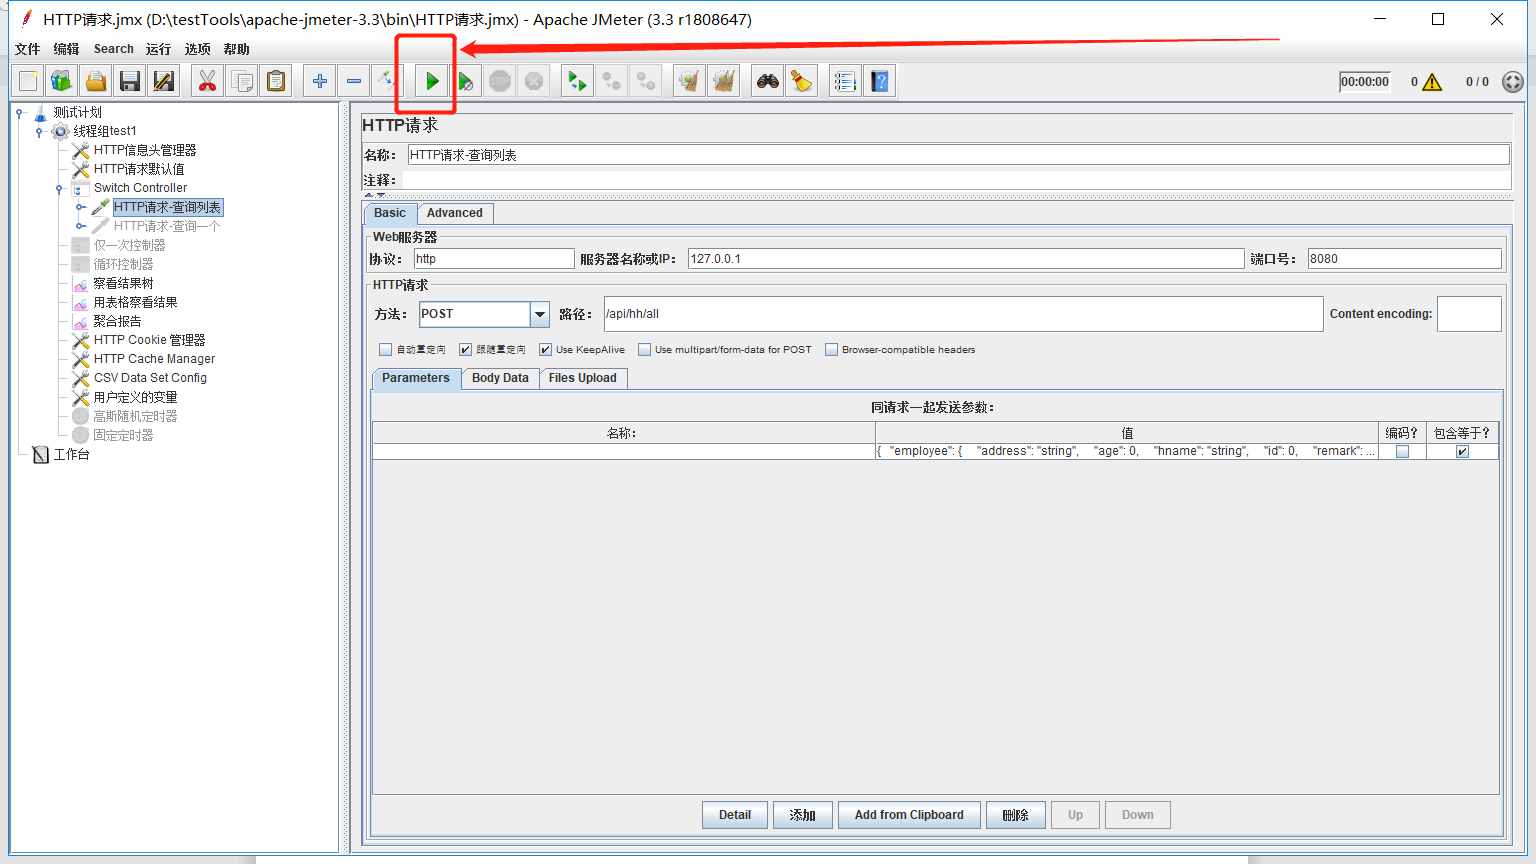 HTTP请求.jmx (D:\testTools\apache-jmeter-3.3\bin\HTTP请求.jmx) - Apache JMeter (3.3 r1808647)
文件 编辑 Search 运行 选项 帮助
00:00:00 0 0 / 0
测试计划
线程组test1
HTTP信息头管理器
HTTP请求默认值
Switch Controller
HTTP请求-查询列表
HTTP请求-查询一个
仅一次控制器
循环控制器
察看结果树
用表格察看结果
聚合报告
HTTP Cookie 管理器
HTTP Cache Manager
CSV Data Set Config
用户定义的变量
高斯随机定时器
固定定时器
工作台
HTTP请求
名称： HTTP请求-查询列表
注释：
Basic Advanced
Web服务器
协议： http 服务器名称或IP： 127.0.0.1 端口号： 8080
HTTP请求
方法： POST 路径： /api/hh/all Content encoding:
自动重定向 跟随重定向 Use KeepAlive Use multipart/form-data for POST Browser-compatible headers
Parameters Body Data Files Upload
同请求一起发送参数：
名称： 值 编码? 包含等于?
{ "employee": { "address": "string", "age": 0, "hname": "string", "id": 0, "remark": ...
Detail 添加 Add from Clipboard 删除 Up Down